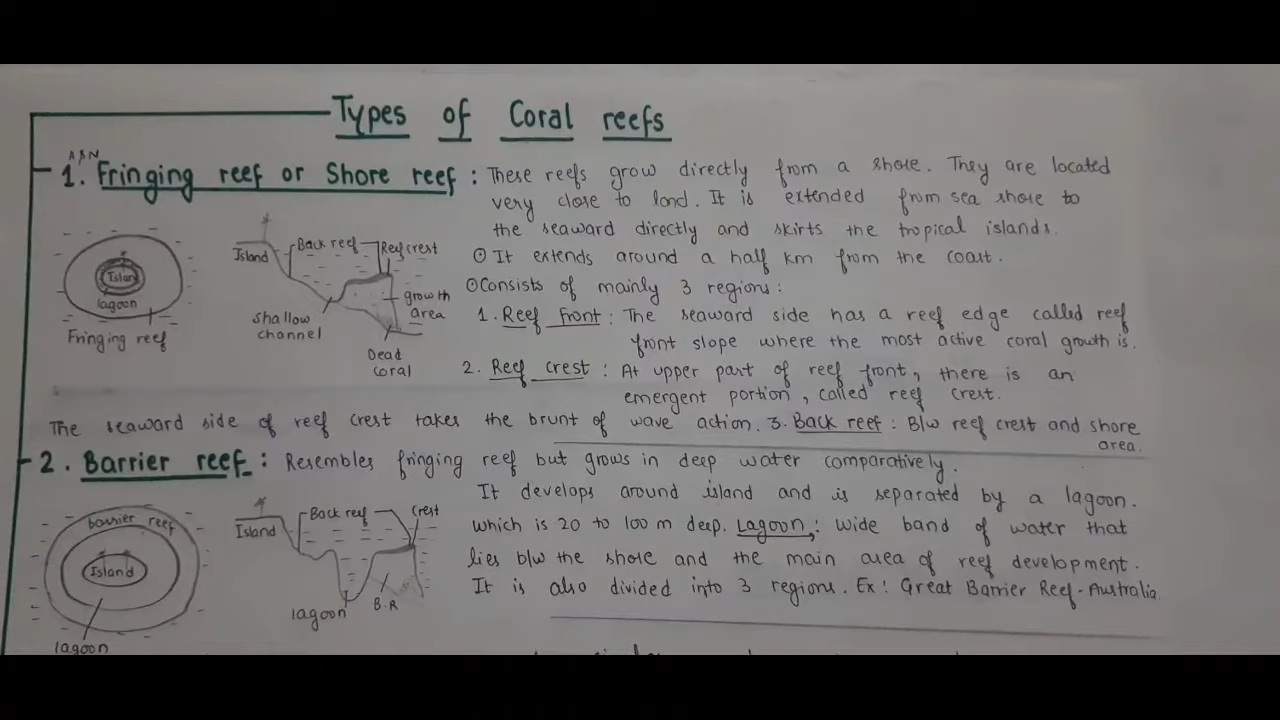 Types of Coral reefs
A & N
1. Fringing reef or Shore reef : These reefs grow directly from a shore. They are located
very close to land. It is extended from sea shore to
the seaward directly and skirts the tropical islands.
It extends around a half km from the coast.
Consists of mainly 3 regions:
1. Reef front : The seaward side has a reef edge called reef
front slope where the most active coral growth is.
2. Reef crest : At upper part of reef front, there is an
emergent portion, called reef crest.
Island
lagoon
Fringing reef
Island
Back reef
Reef crest
growth
area
shallow
channel
Dead
coral
The seaward side of reef crest takes the brunt of wave action. 3. Back reef : B/w reef crest and shore
area.
2. Barrier reef : Resembles fringing reef but grows in deep water comparatively.
It develops around island and is separated by a lagoon.
which is 20 to 100 m deep. Lagoon : Wide band of water that
lies b/w the shore and the main area of reef development.
It is also divided into 3 regions. Ex: Great Barrier Reef - Australia
barrier reef
Island
lagoon
Island
Back reef
Crest
lagoon
B.R